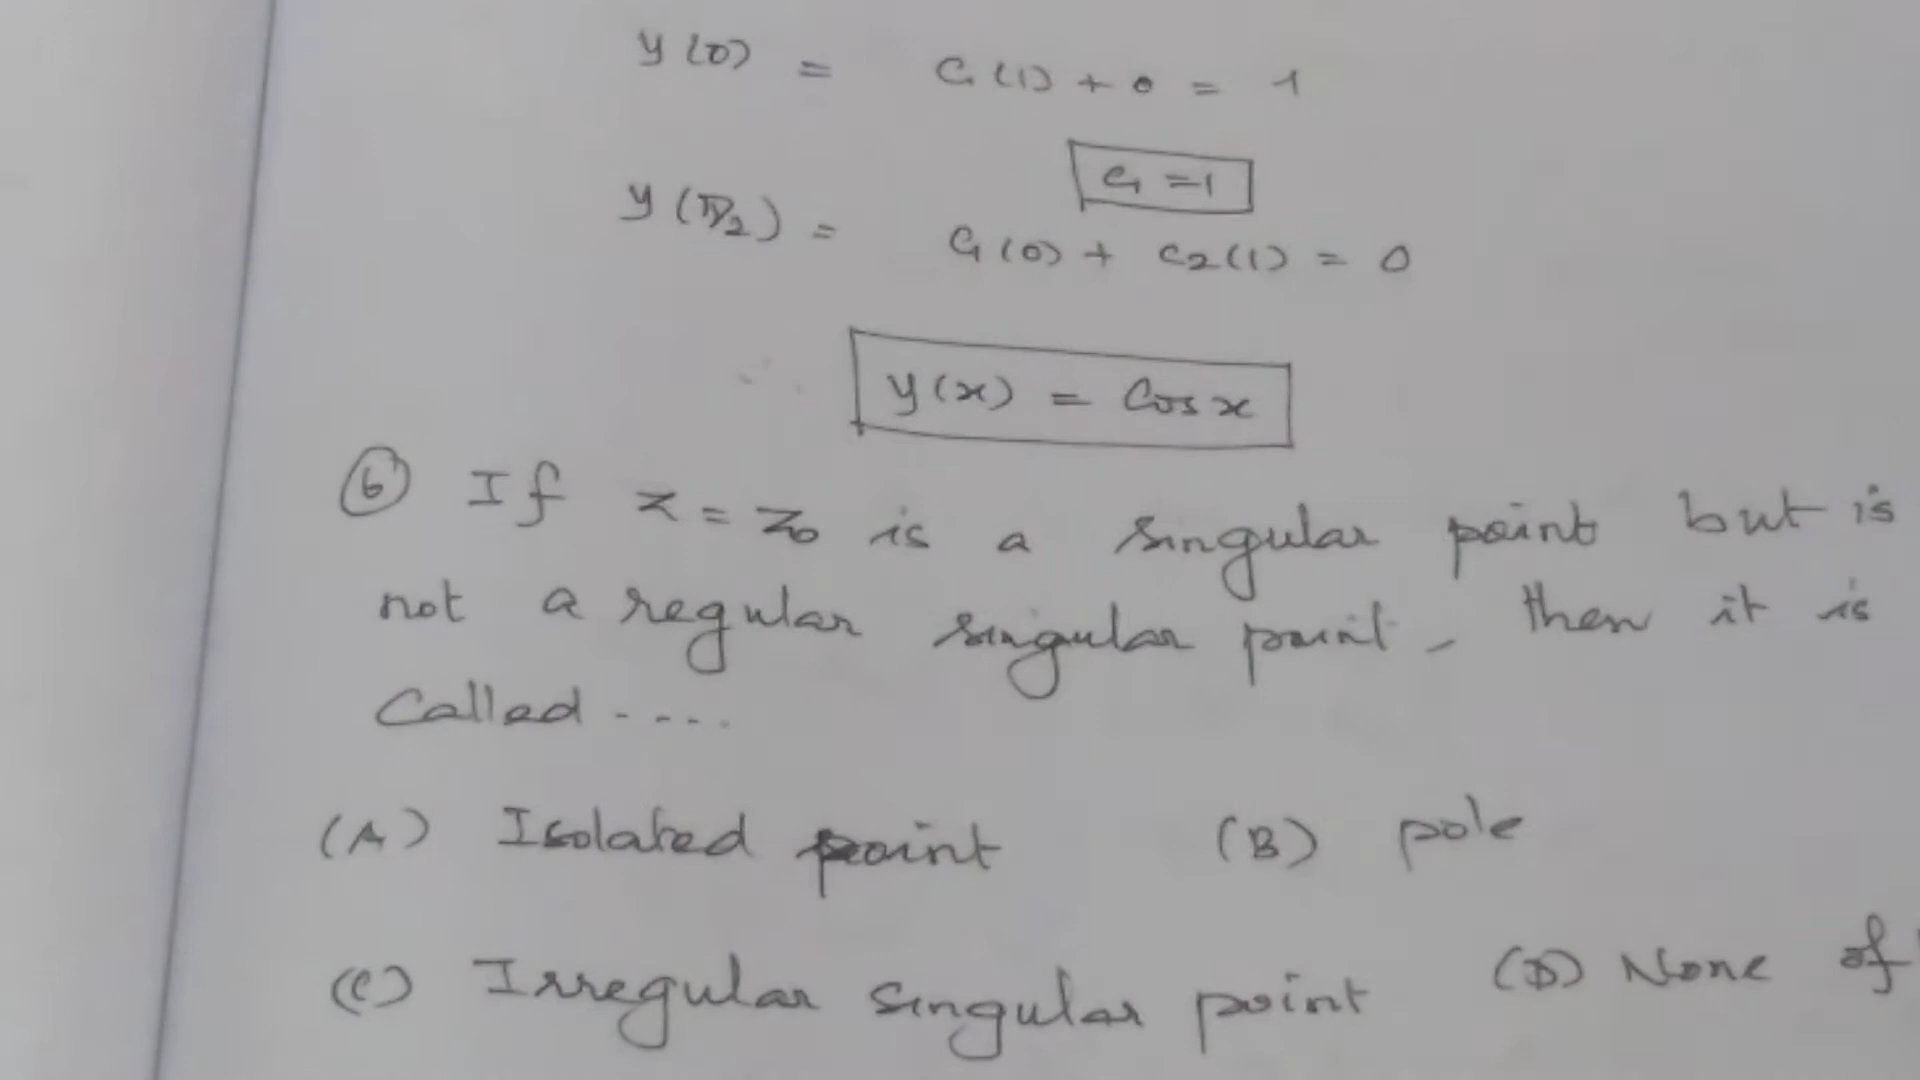 y(0) = C1(1) + 0 = 1
C1 = 1
y(π/2) = C1(0) + C2(1) = 0
y(x) = Cos x
⑥ If z = z0 is a singular point but is
not a regular singular point, then it is
called ....
(A) Isolated point (B) pole
(C) Irregular singular point (D) None of